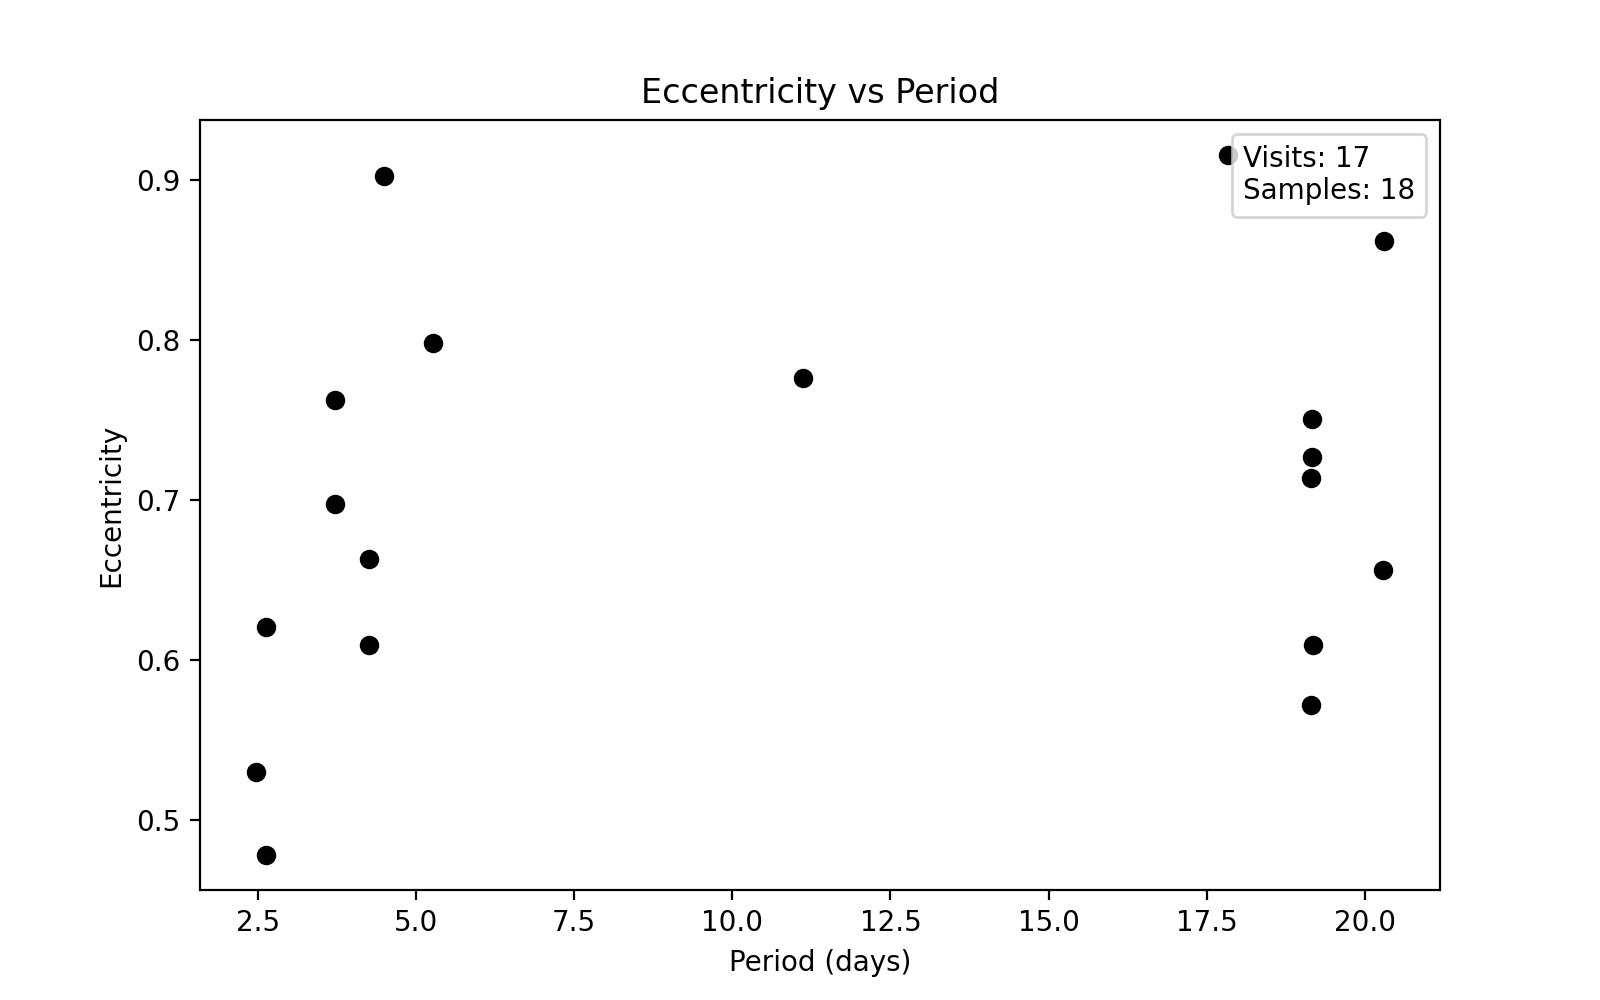 Eccentricity vs Period
Visits: 17
Samples: 18
0.9
0.8
0.7
0.6
0.5
Eccentricity
2.5 5.0 7.5 10.0 12.5 15.0 17.5 20.0
Period (days)